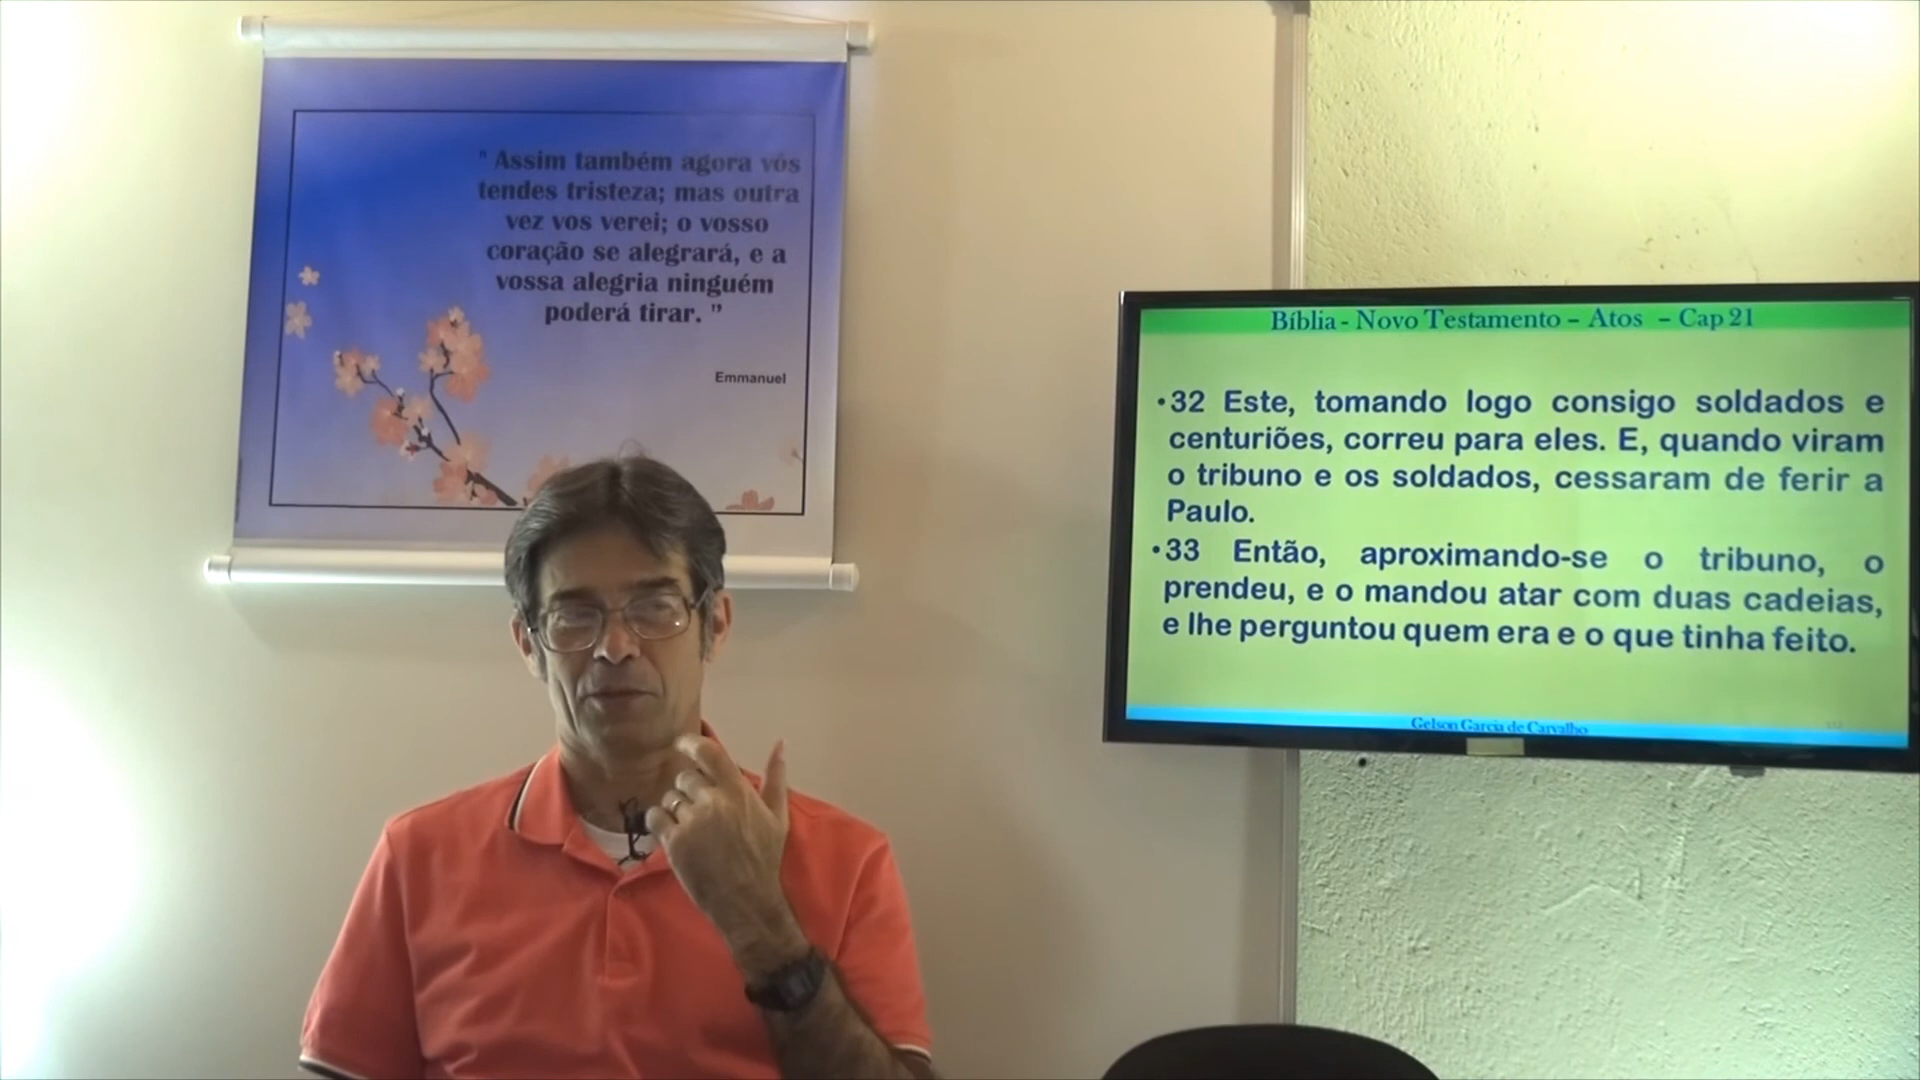 " Assim também agora vós
tendes tristeza; mas outra
vez vos verei; o vosso
coração se alegrará, e a
vossa alegria ninguém
poderá tirar. "
Emmanuel
Bíblia - Novo Testamento – Atos – Cap 21
•32 Este, tomando logo consigo soldados e
centuriões, correu para eles. E, quando viram
o tribuno e os soldados, cessaram de ferir a
Paulo.
•33 Então, aproximando-se o tribuno, o
prendeu, e o mandou atar com duas cadeias,
e lhe perguntou quem era e o que tinha feito.
Gelson Garcia de Carvalho